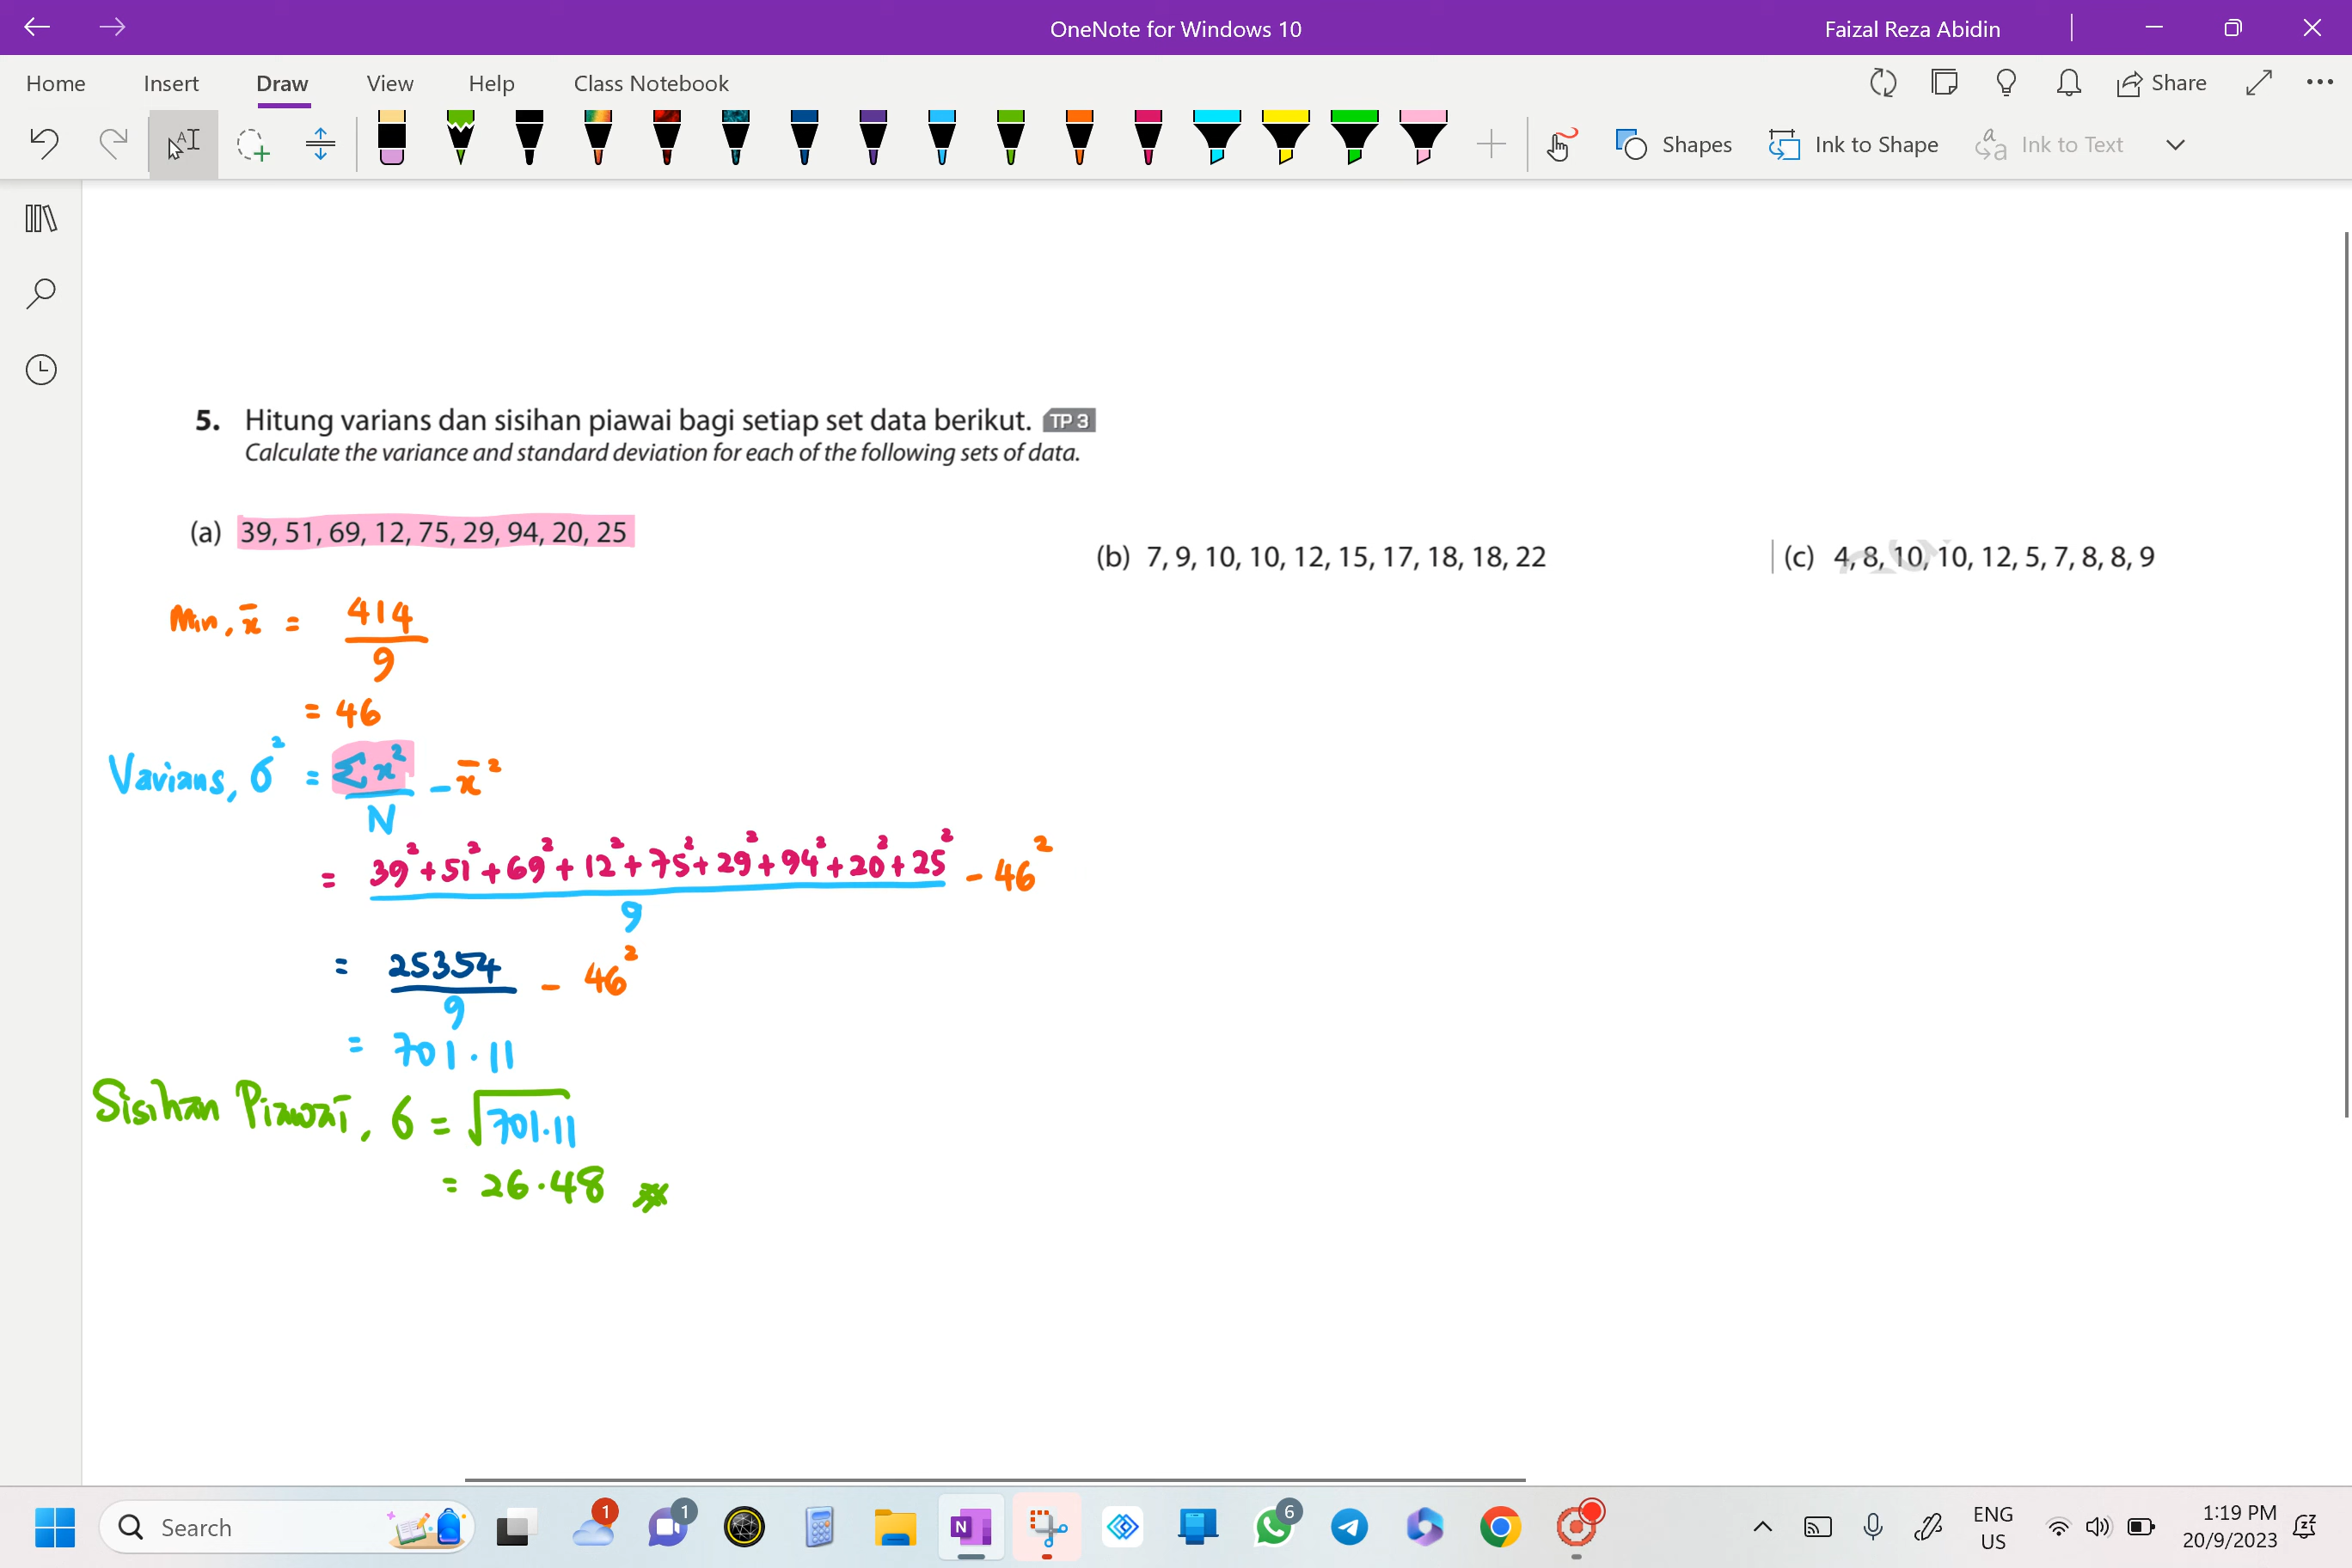 OneNote for Windows 10
Faizal Reza Abidin
Home Insert Draw View Help Class Notebook
Share
Shapes Ink to Shape Ink to Text
5. Hitung varians dan sisihan piawai bagi setiap set data berikut. TP 3
Calculate the variance and standard deviation for each of the following sets of data.
(a) 39, 51, 69, 12, 75, 29, 94, 20, 25
(b) 7, 9, 10, 10, 12, 15, 17, 18, 18, 22
(c) 4, 8, 10, 10, 12, 5, 7, 8, 8, 9
Min, x̄ = 414
9
= 46
Varians, σ² = Σx² − x̄²
N
= 39² + 51² + 69² + 12² + 75² + 29² + 94² + 20² + 25² − 46²
9
= 25354 − 46²
9
= 701.11
Sisihan Piawai, σ = √701.11
= 26.48
Search
1
1
N
6
ENG
US
1:19 PM
20/9/2023